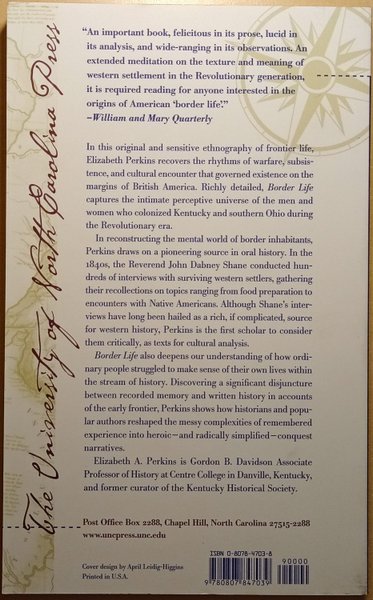 The University of North Carolina Press
“An important book, felicitous in its prose, lucid in
its analysis, and wide-ranging in its observations. An
extended meditation on the texture and meaning of
western settlement in the Revolutionary generation,
it is required reading for anyone interested in the
origins of American ‘border life’.”
–William and Mary Quarterly
In this original and sensitive ethnography of frontier life,
Elizabeth Perkins recovers the rhythms of warfare, subsis-
tence, and cultural encounter that governed existence on the
margins of British America. Richly detailed, Border Life
captures the intimate perceptive universe of the men and
women who colonized Kentucky and southern Ohio during
the Revolutionary era.
In reconstructing the mental world of border inhabitants,
Perkins draws on a pioneering source in oral history. In the
1840s, the Reverend John Dabney Shane conducted hun-
dreds of interviews with surviving western settlers, gathering
their recollections on topics ranging from food preparation to
encounters with Native Americans. Although Shane's inter-
views have long been hailed as a rich, if complicated, source
for western history, Perkins is the first scholar to consider
them critically, as texts for cultural analysis.
Border Life also deepens our understanding of how ordi-
nary people struggled to make sense of their own lives within
the stream of history. Discovering a significant disjuncture
between recorded memory and written history in accounts
of the early frontier, Perkins shows how historians and popu-
lar authors reshaped the messy complexities of remembered
experience into heroic—and radically simplified—conquest
narratives.
Elizabeth A. Perkins is Gordon B. Davidson Associate
Professor of History at Centre College in Danville, Kentucky,
and former curator of the Kentucky Historical Society.
Post Office Box 2288, Chapel Hill, North Carolina 27515-2288
www.uncpress.unc.edu
ISBN 0-8078-4703-8
90000
9 780807 847039
Cover design by April Leidig-Higgins
Printed in U.S.A.